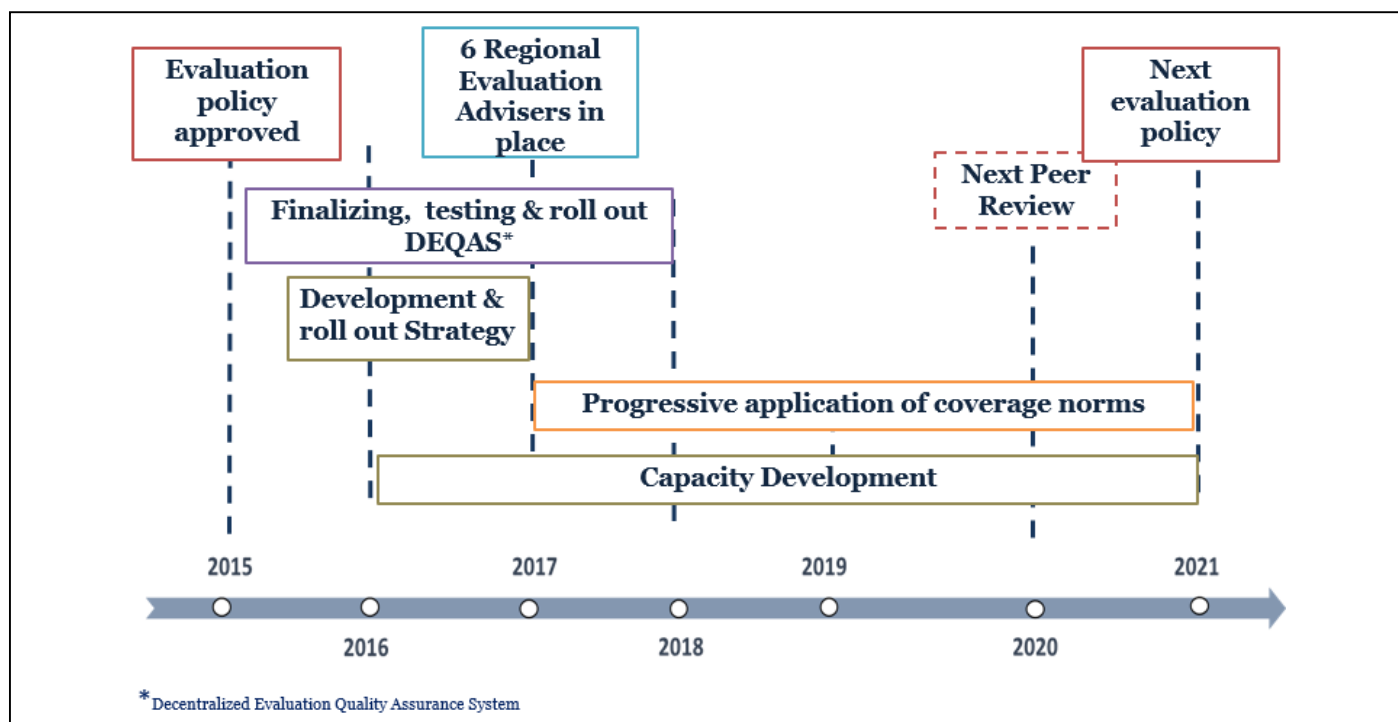 Evaluation
policy
approved
6 Regional
Evaluation
Advisers in
place
Next
evaluation
policy
Next Peer
Review
Finalizing, testing & roll out
DEQAS*
Development &
roll out Strategy
Progressive application of coverage norms
Capacity Development
2015
2017
2019
2021
2016
2018
2020
* Decentralized Evaluation Quality Assurance System